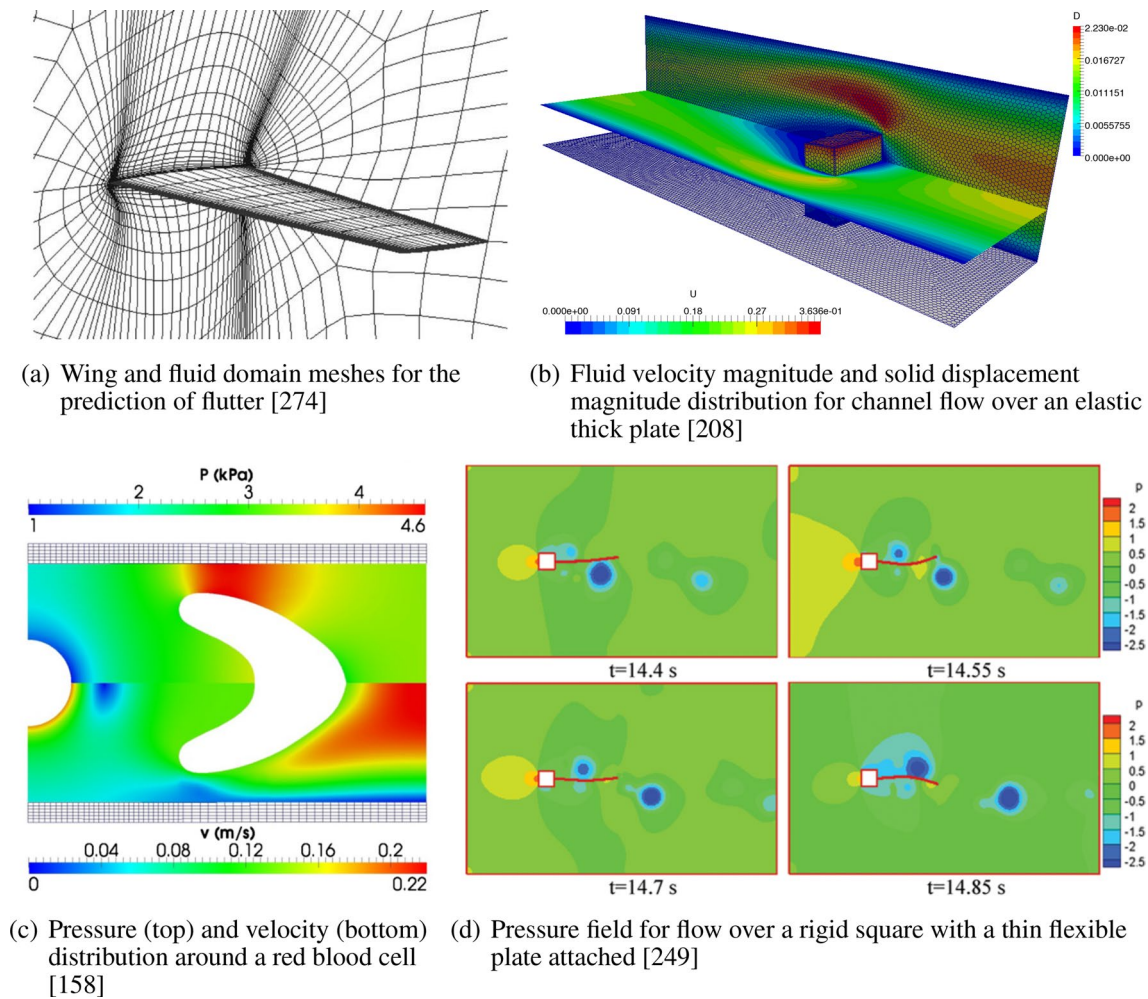 D
2.230e-02
0.016727
0.011151
0.0055755
0.000e+00
U
0.000e+00 0.091 0.18 0.27 3.636e-01
(a) Wing and fluid domain meshes for the
prediction of flutter [274]
(b) Fluid velocity magnitude and solid displacement
magnitude distribution for channel flow over an elastic
thick plate [208]
P (kPa)
2 3 4
1 4.6
v (m/s)
0.04 0.08 0.12 0.16 0.2
0 0.22
(c) Pressure (top) and velocity (bottom)
distribution around a red blood cell
[158]
t=14.4 s
t=14.55 s
p
2
1.5
1
0.5
0
-0.5
-1
-1.5
-2
-2.5
t=14.7 s
t=14.85 s
p
2
1.5
1
0.5
0
-0.5
-1
-1.5
-2
-2.5
(d) Pressure field for flow over a rigid square with a thin flexible
plate attached [249]